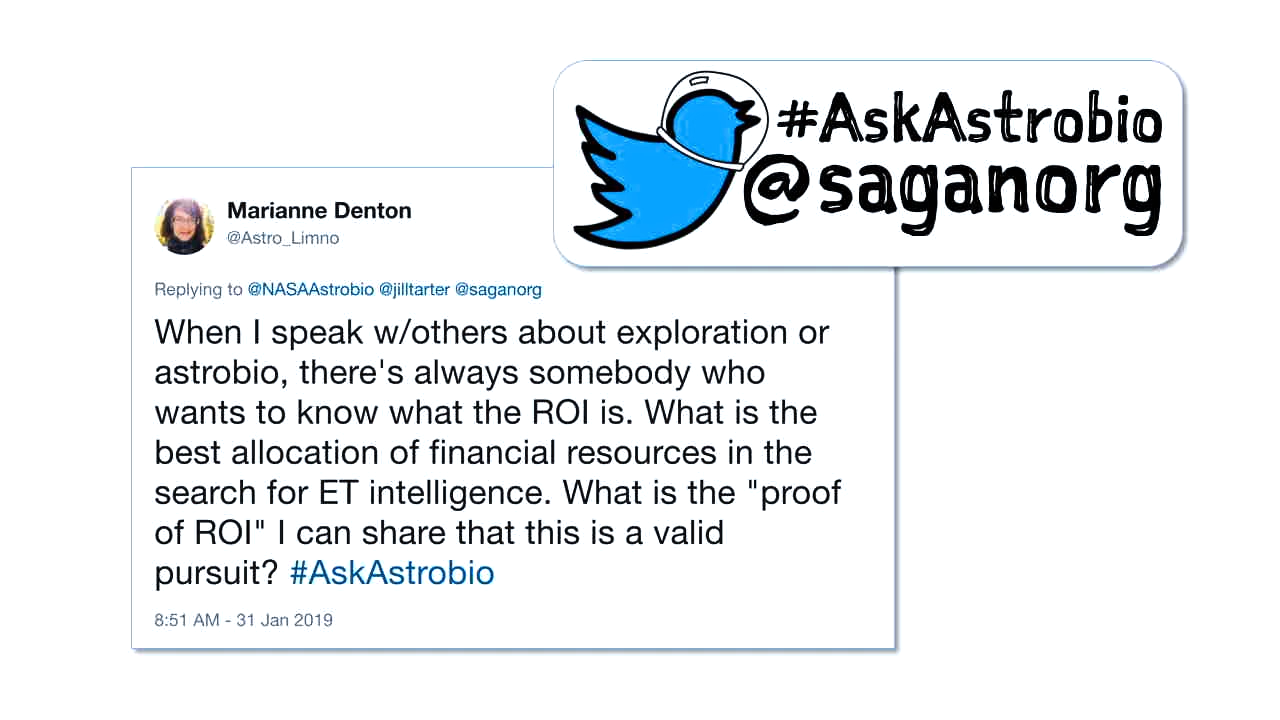 #AskAstrobio
@saganorg
Marianne Denton
@Astro_Limno
Replying to @NASAAstrobio @jilltarter @saganorg
When I speak w/others about exploration or
astrobio, there's always somebody who
wants to know what the ROI is. What is the
best allocation of financial resources in the
search for ET intelligence. What is the "proof
of ROI" I can share that this is a valid
pursuit? #AskAstrobio
8:51 AM - 31 Jan 2019